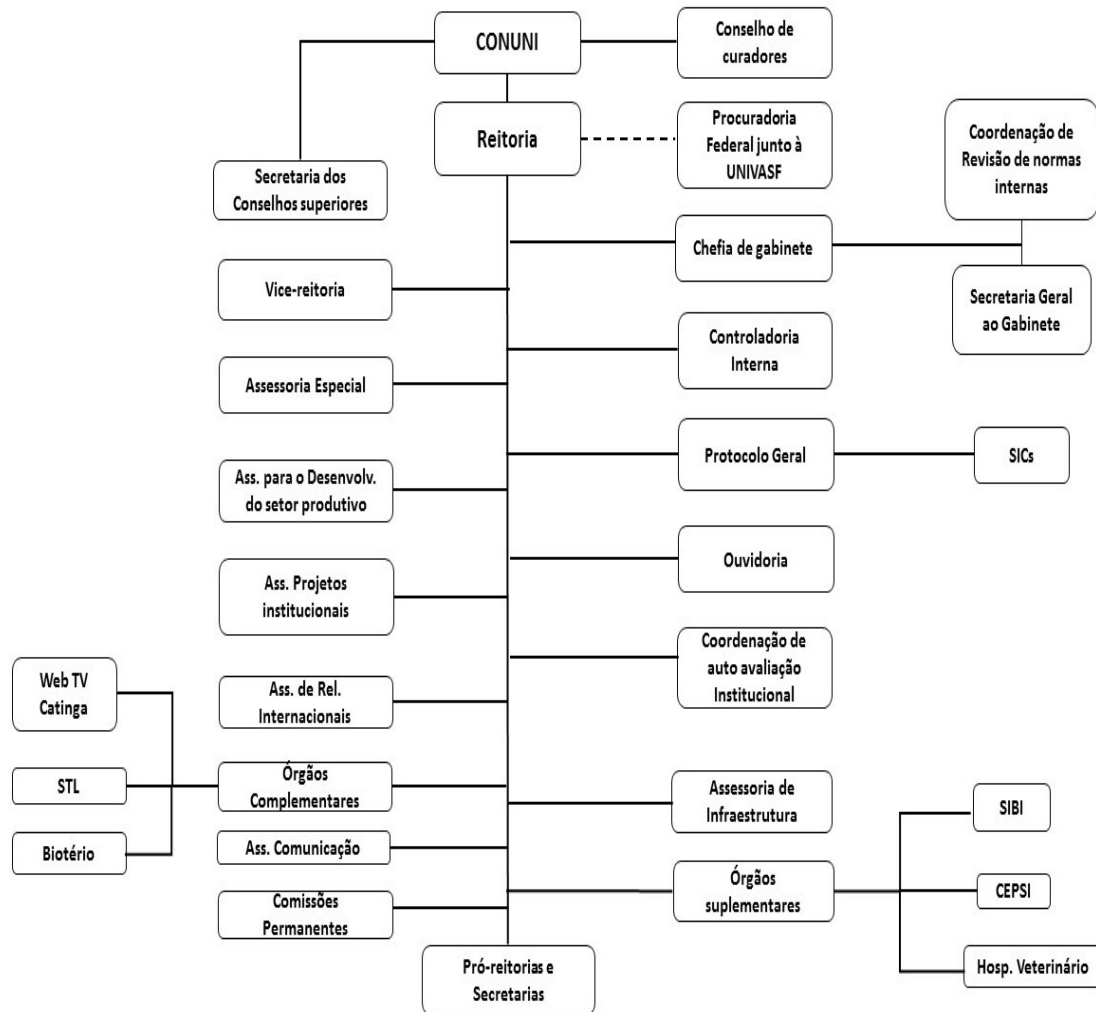 CONUNI
Conselho de
curadores
Reitoria
Procuradoria
Federal junto à
UNIVASF
Coordenação de
Revisão de normas
internas
Secretaria dos
Conselhos superiores
Chefia de gabinete
Secretaria Geral
ao Gabinete
Vice-reitoria
Controladoria
Interna
Assessoria Especial
Protocolo Geral
SICs
Ass. para o Desenvolv.
do setor produtivo
Ouvidoria
Ass. Projetos
institucionais
Coordenação de
auto avaliação
Institucional
Web TV
Catinga
Ass. de Rel.
Internacionais
STL
Órgãos
Complementares
Assessoria de
Infraestrutura
SIBI
Biotério
Ass. Comunicação
Órgãos
suplementares
CEPSI
Comissões
Permanentes
Pró-reitorias e
Secretarias
Hosp. Veterinário